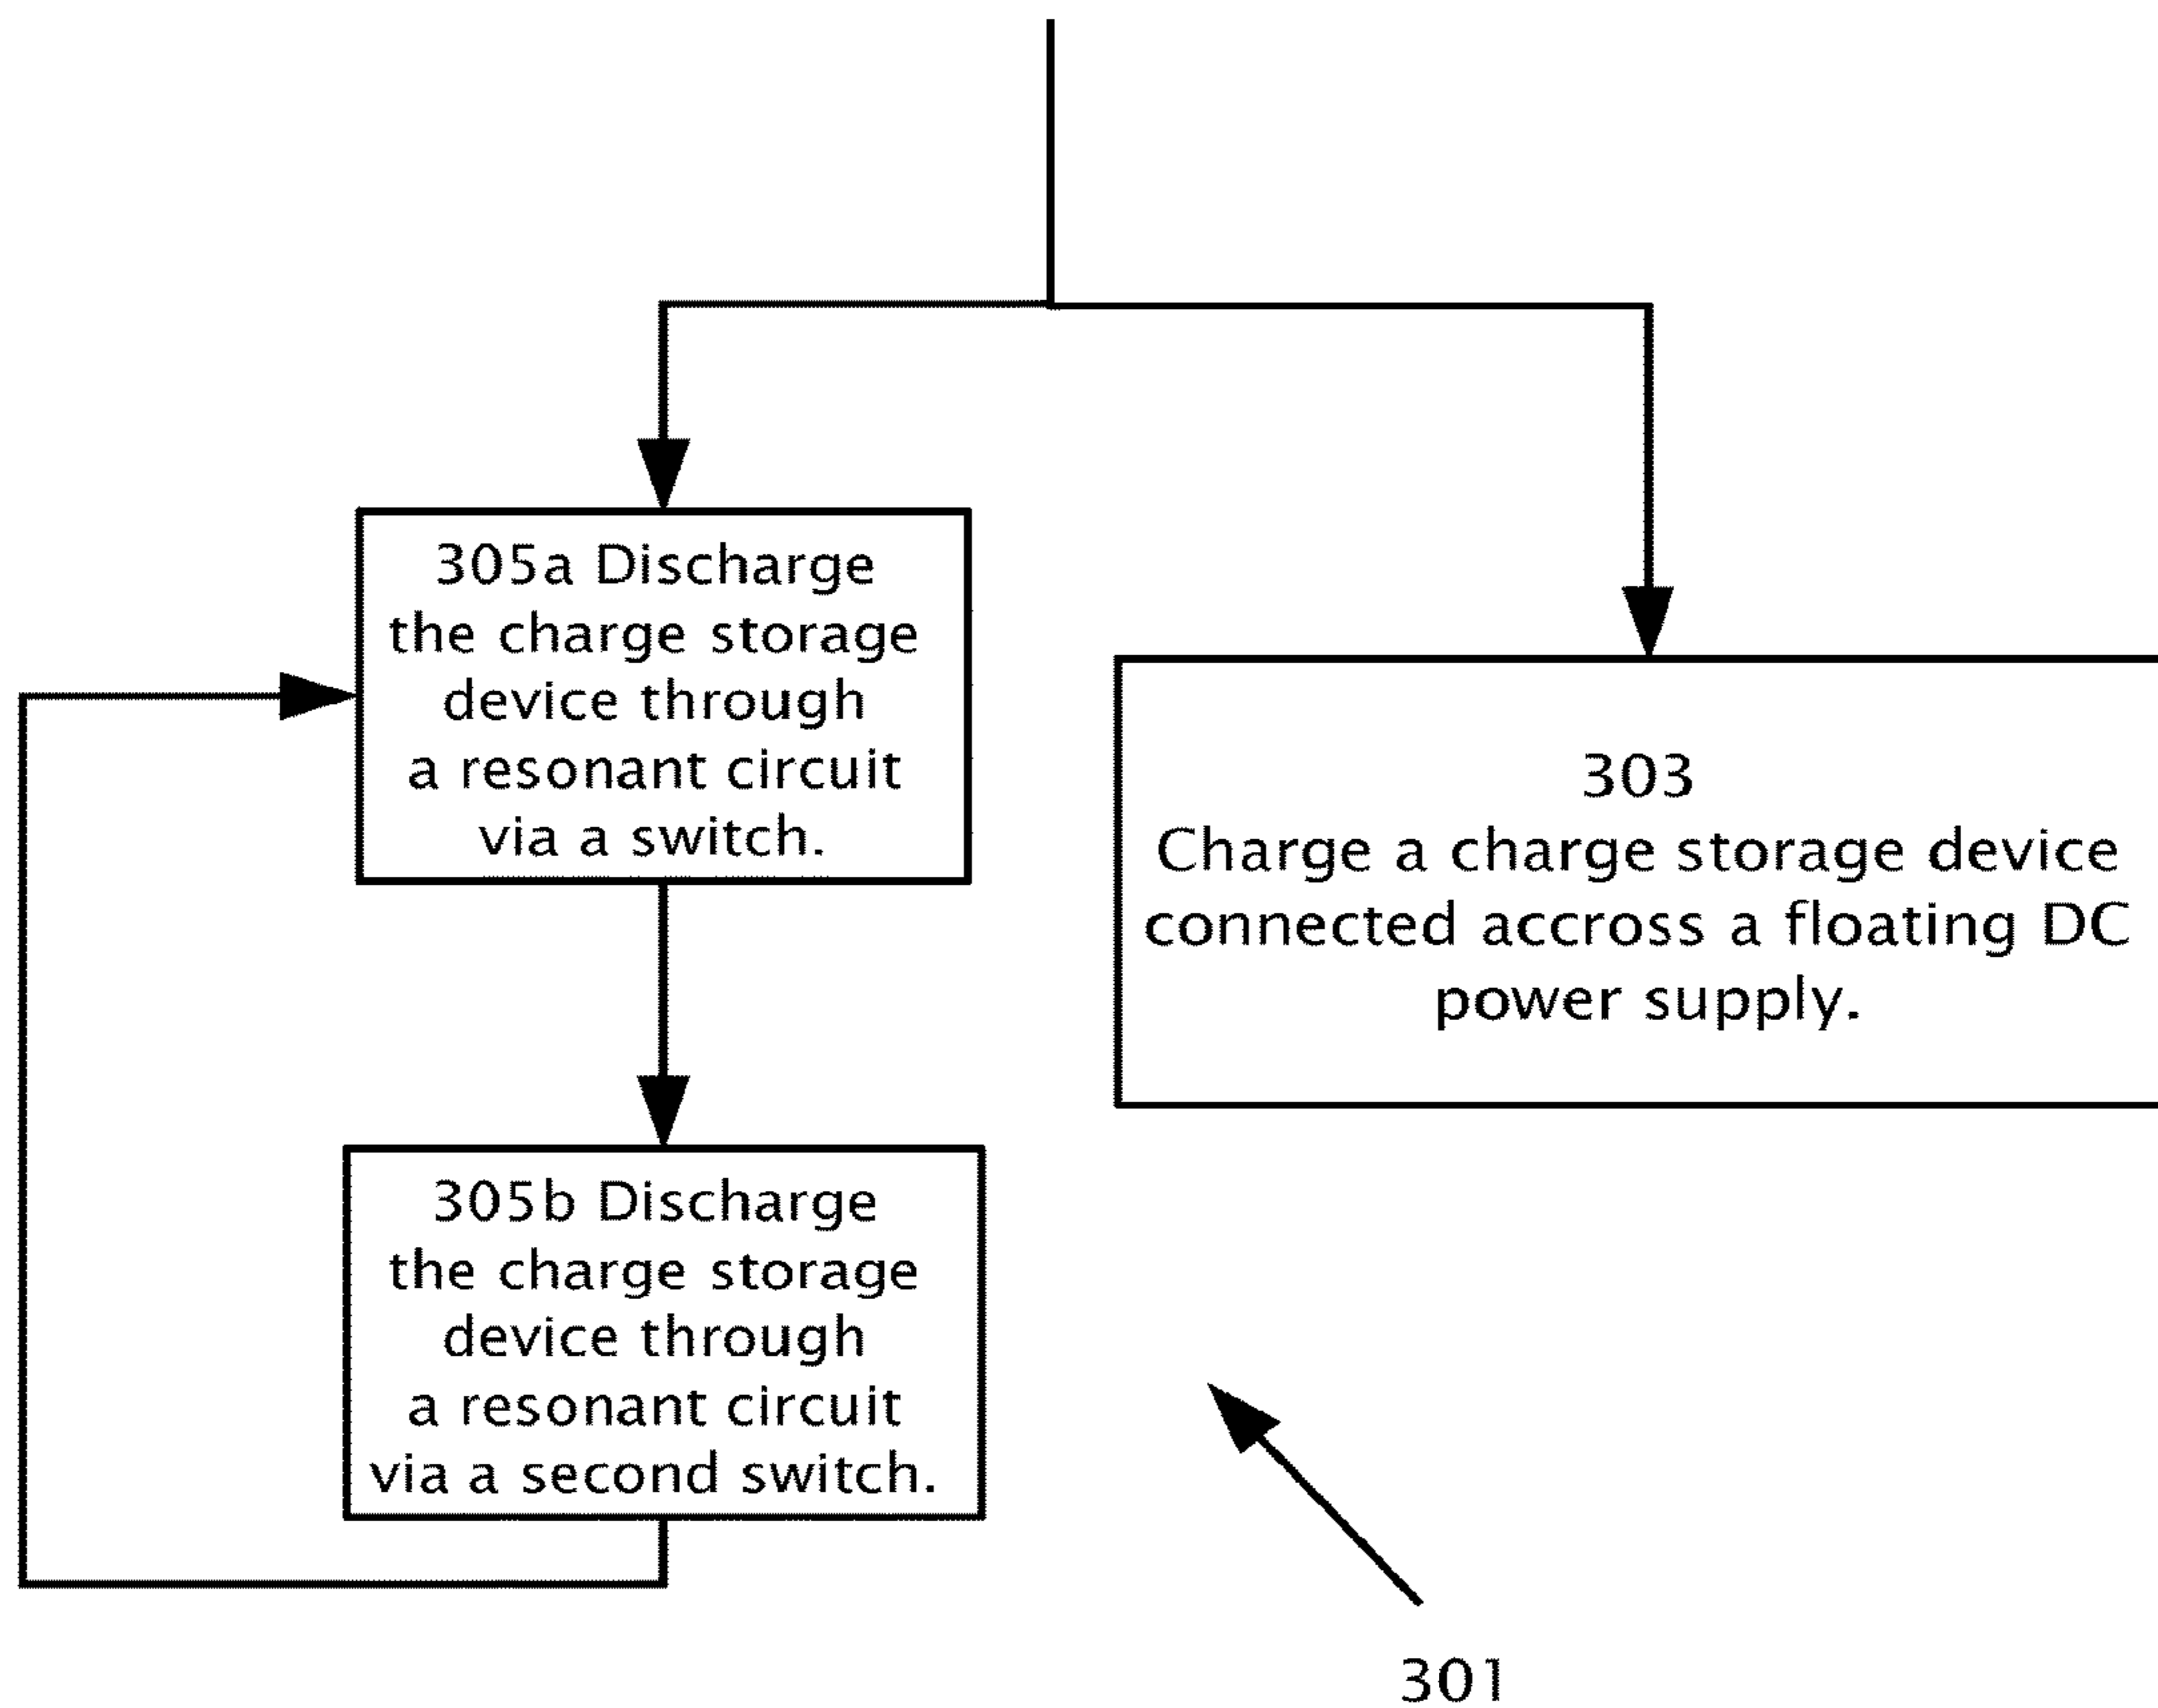 305a Discharge
the charge storage
device through
a resonant circuit
via a switch.
303
Charge a charge storage device
connected accross a floating DC
power supply.
305b Discharge
the charge storage
device through
a resonant circuit
via a second switch.
301